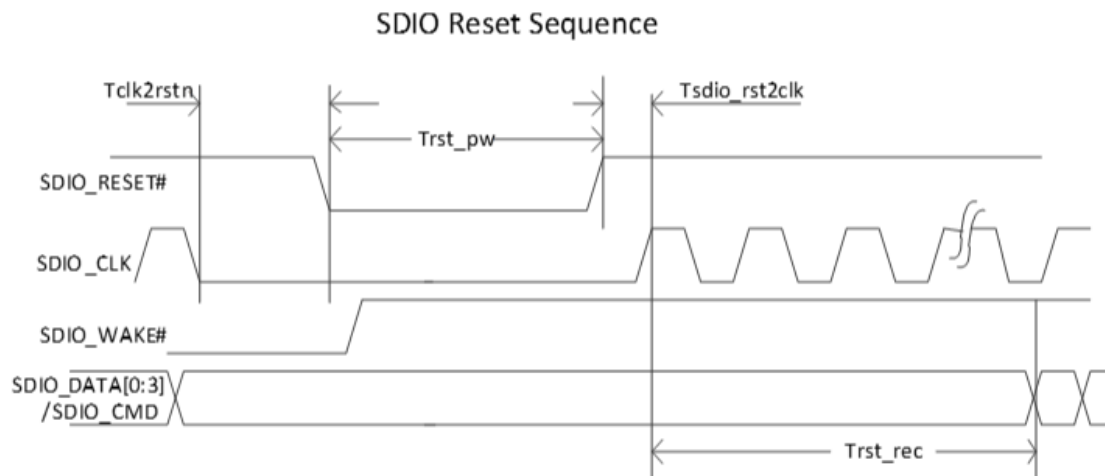 SDIO Reset Sequence
Tclk2rstn
Tsdio_rst2clk
Trst_pw
SDIO_RESET#
SDIO_CLK
SDIO_WAKE#
SDIO_DATA[0:3]
/SDIO_CMD
Trst_rec